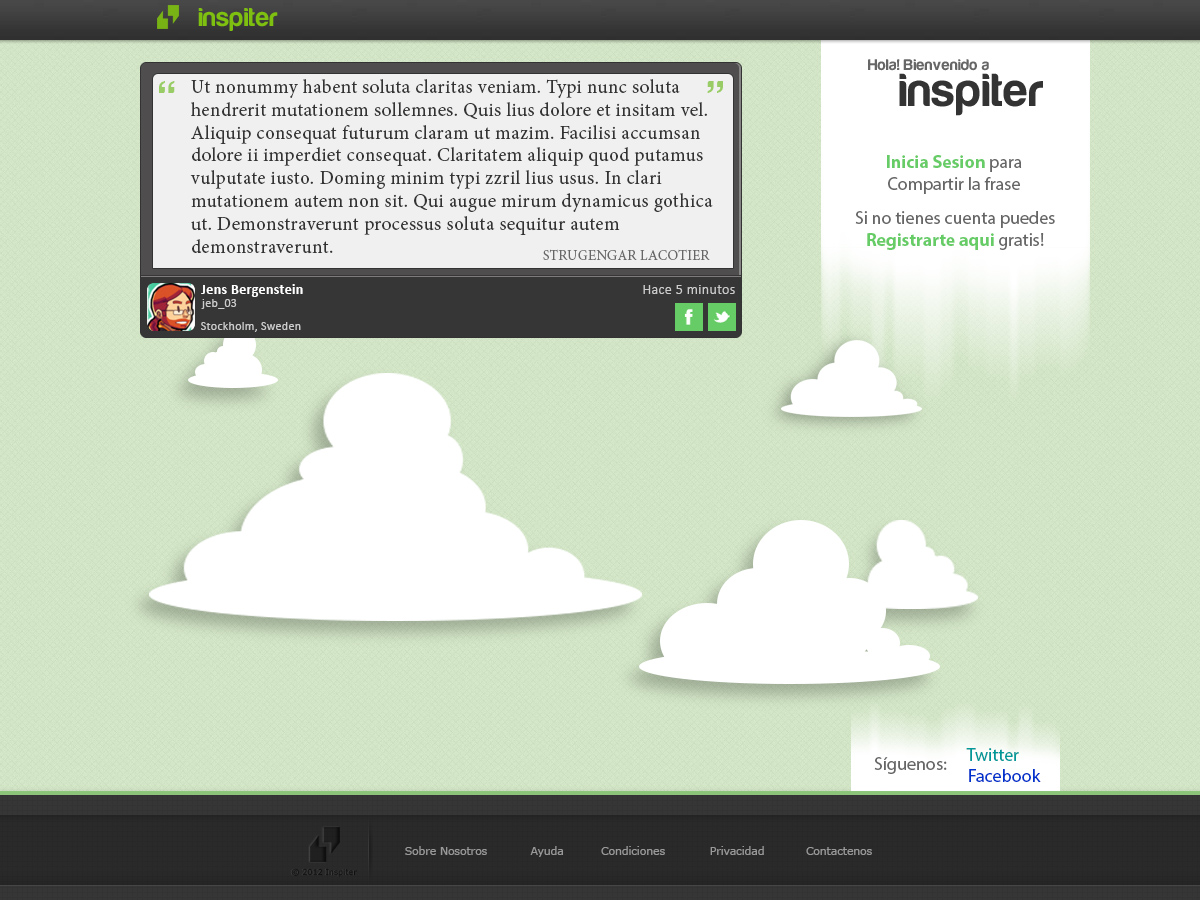 inspiter
“ Ut nonummy habent soluta claritas veniam. Typi nunc soluta ”
hendrerit mutationem sollemnes. Quis lius dolore et insitam vel.
Aliquip consequat futurum claram ut mazim. Facilisi accumsan
dolore ii imperdiet consequat. Claritatem aliquip quod putamus
vulputate iusto. Doming minim typi zzril lius usus. In clari
mutationem autem non sit. Qui augue mirum dynamicus gothica
ut. Demonstraverunt processus soluta sequitur autem
demonstraverunt.
STRUGENGAR LACOTIER
Jens Bergenstein
jeb_03
Stockholm, Sweden
Hace 5 minutos
Hola! Bienvenido a
inspiter
Inicia Sesion para
Compartir la frase
Si no tienes cuenta puedes
Registrarte aqui gratis!
Síguenos:
Twitter
Facebook
© 2012 Inspiter
Sobre Nosotros
Ayuda
Condiciones
Privacidad
Contactenos